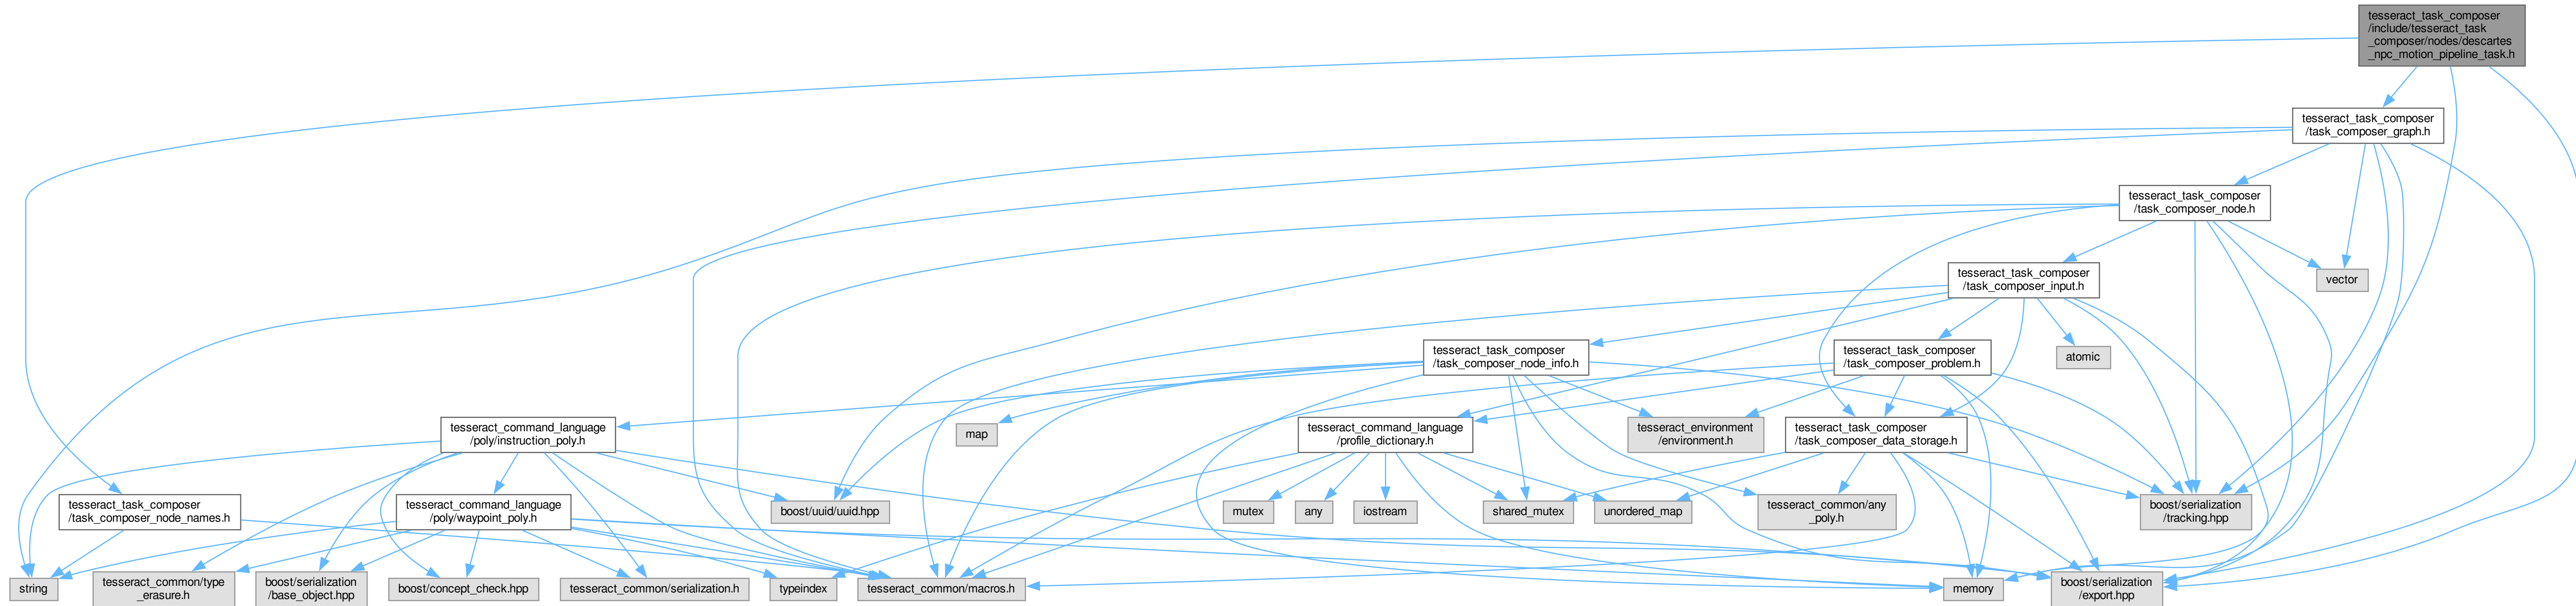 tesseract_task_composer
/include/tesseract_task
_composer/nodes/descartes
_npc_motion_pipeline_task.h
tesseract_task_composer
/task_composer_graph.h
tesseract_task_composer
/task_composer_node.h
tesseract_task_composer
/task_composer_input.h
vector
tesseract_task_composer
/task_composer_node_info.h
tesseract_task_composer
/task_composer_problem.h
atomic
tesseract_command_language
/poly/instruction_poly.h
map
tesseract_command_language
/profile_dictionary.h
tesseract_environment
/environment.h
tesseract_task_composer
/task_composer_data_storage.h
tesseract_task_composer
/task_composer_node_names.h
tesseract_command_language
/poly/waypoint_poly.h
boost/uuid/uuid.hpp
mutex
any
iostream
shared_mutex
unordered_map
tesseract_common/any
_poly.h
boost/serialization
/tracking.hpp
string
tesseract_common/type
_erasure.h
boost/serialization
/base_object.hpp
boost/concept_check.hpp
tesseract_common/serialization.h
typeindex
tesseract_common/macros.h
memory
boost/serialization
/export.hpp